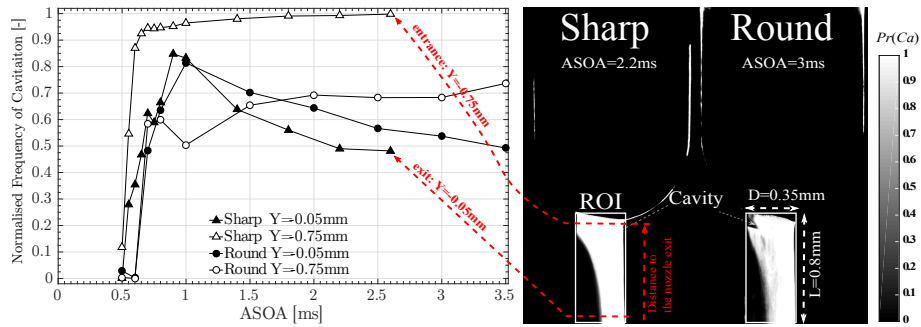 Normalised Frequency of Cavitaiton [-]
1
0.9
0.8
0.7
0.6
0.5
0.4
0.3
0.2
0.1
0
0
0.5
1.0
1.5
2.0
2.5
3.0
3.5
ASOA [ms]
Sharp Y=-0.05mm
Sharp Y=-0.75mm
Round Y=-0.05mm
Round Y=-0.75mm
entrance: Y=-0.75mm
exit: Y=-0.05mm
Sharp
ASOA=2.2ms
Round
ASOA=3ms
ROI
Cavity
D=0.35mm
L=0.8mm
Distance to
the nozzle exit
Pr(Ca)
1
0.9
0.8
0.7
0.6
0.5
0.4
0.3
0.2
0.1
0